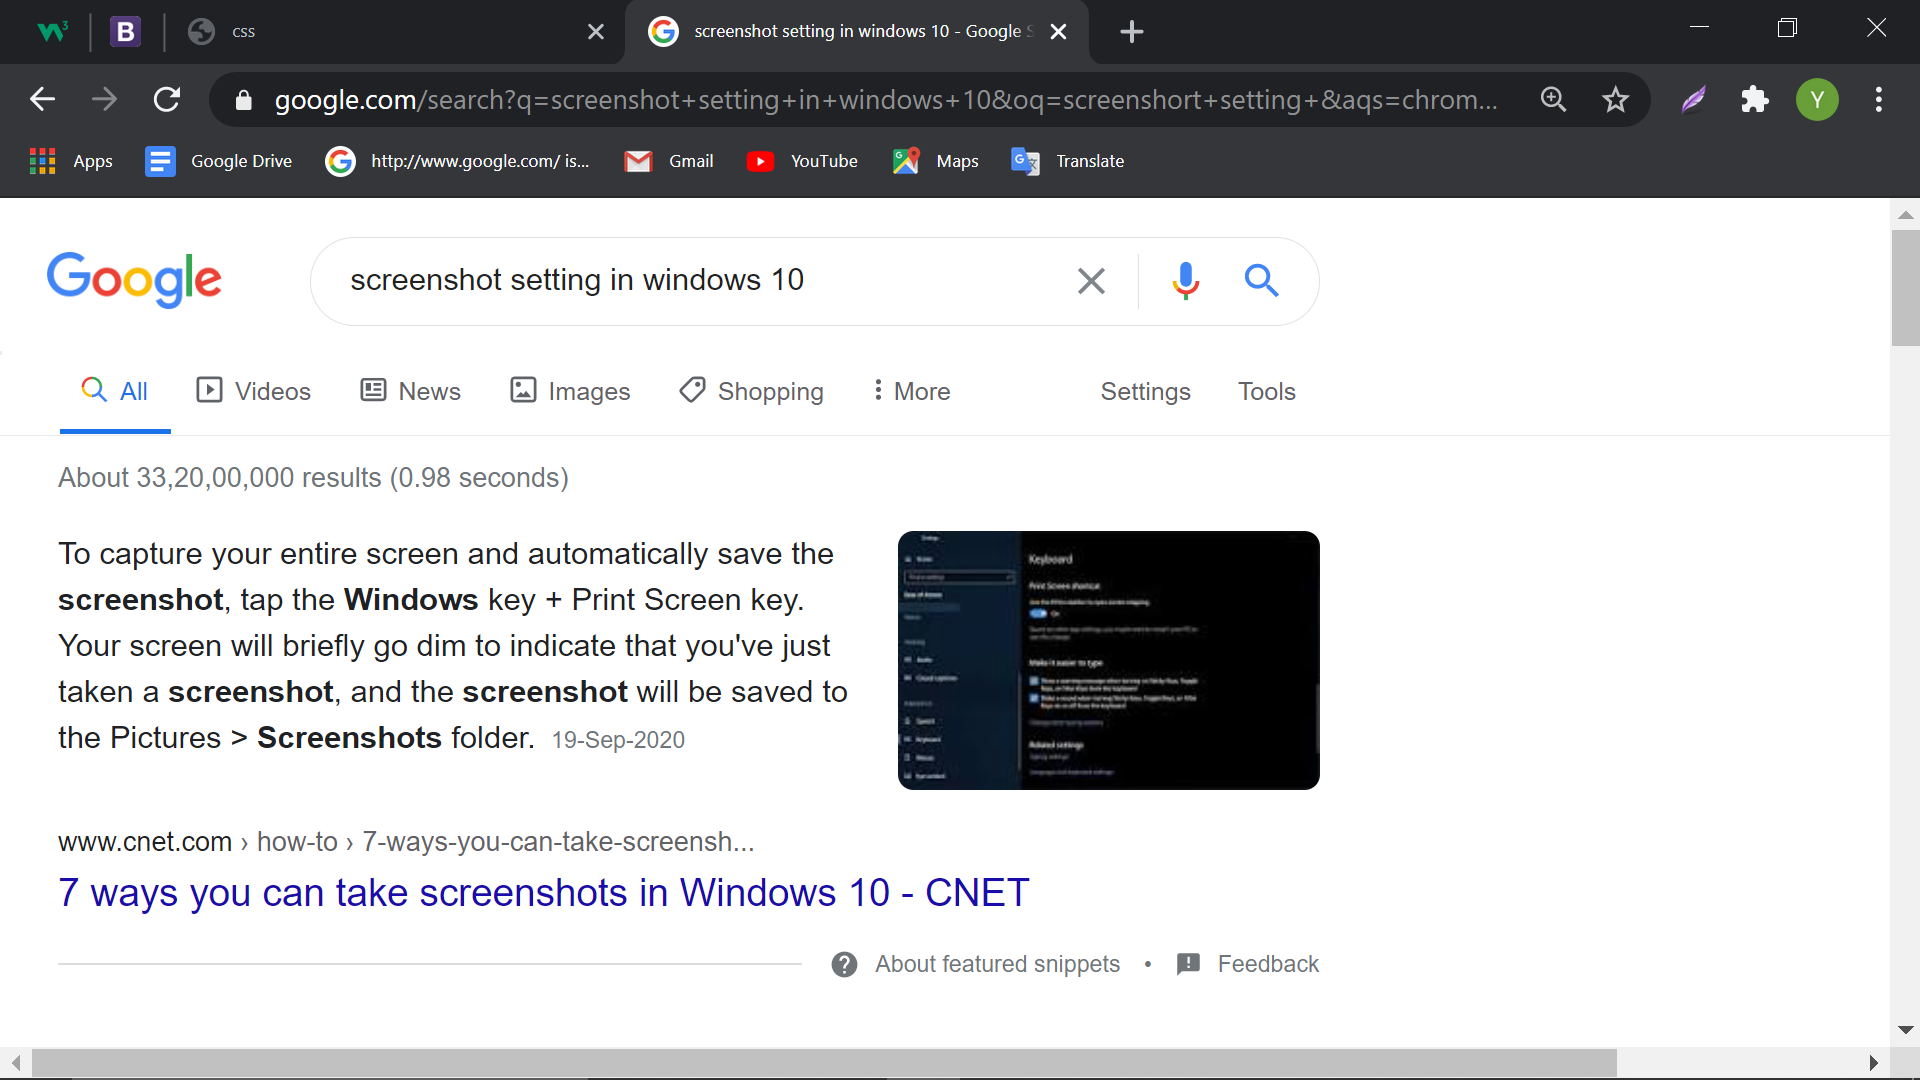 css
screenshot setting in windows 10 - Google S
google.com/search?q=screenshot+setting+in+windows+10&oq=screenshort+setting+&aqs=chrom...
Y
Apps
Google Drive
http://www.google.com/ is...
Gmail
YouTube
Maps
Translate
Google
screenshot setting in windows 10
All
Videos
News
Images
Shopping
More
Settings
Tools
About 33,20,00,000 results (0.98 seconds)
To capture your entire screen and automatically save the
screenshot, tap the Windows key + Print Screen key.
Your screen will briefly go dim to indicate that you've just
taken a screenshot, and the screenshot will be saved to
the Pictures > Screenshots folder. 19-Sep-2020
Keyboard
Print Screen shortcut
On
Make it easier to type
Related settings
www.cnet.com › how-to › 7-ways-you-can-take-screensh...
7 ways you can take screenshots in Windows 10 - CNET
About featured snippets • Feedback